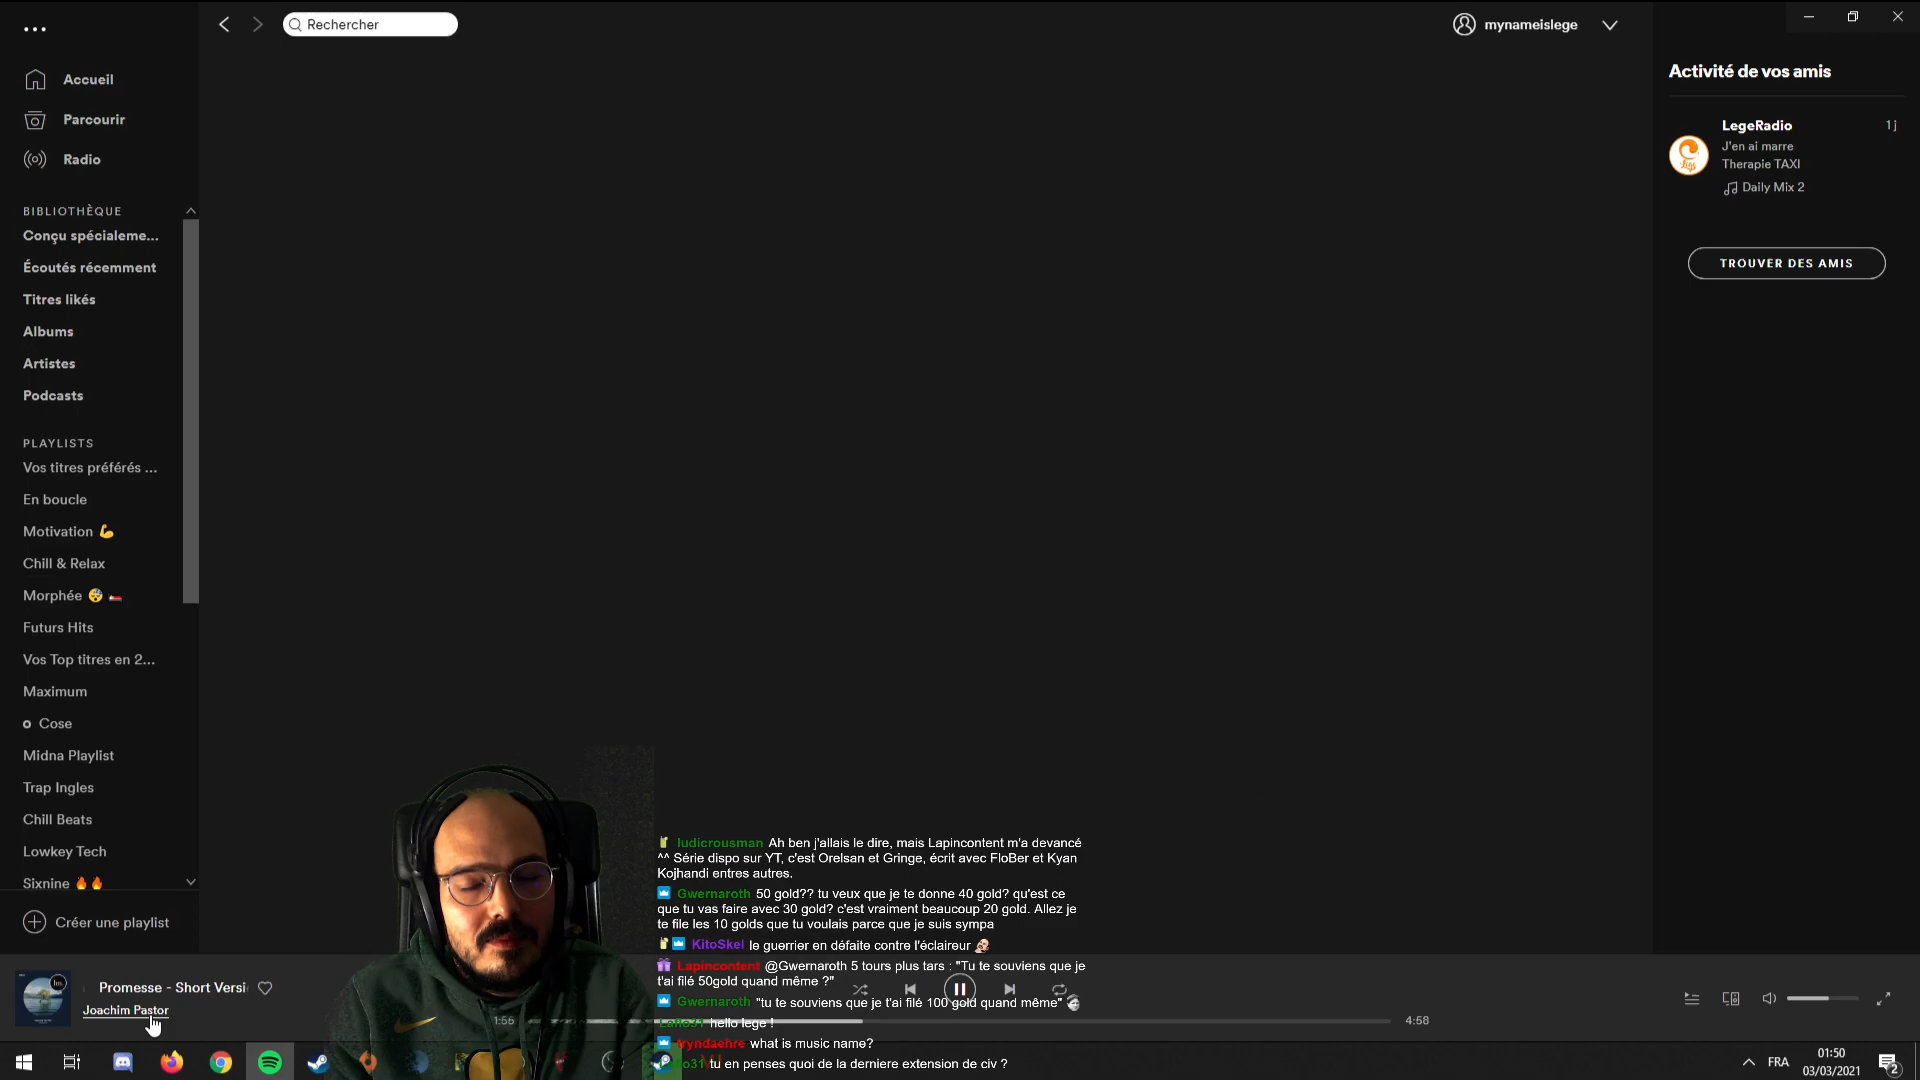 Rechercher
mynameislege
Accueil
Parcourir
Radio
BIBLIOTHÈQUE
Conçu spécialeme...
Écoutés récemment
Titres likés
Albums
Artistes
Podcasts
PLAYLISTS
Vos titres préférés ...
En boucle
Motivation 💪
Chill & Relax
Morphée 😴 🛏
Futurs Hits
Vos Top titres en 2...
Maximum
Cose
Midna Playlist
Trap Ingles
Chill Beats
Lowkey Tech
Sixnine 🔥🔥
Créer une playlist
Activité de vos amis
LegeRadio 1 j
J'en ai marre
Therapie TAXI
Daily Mix 2
TROUVER DES AMIS
ludicrousman Ah ben j'allais le dire, mais Lapincontent m'a devancé
^^ Série dispo sur YT, c'est Orelsan et Gringe, écrit avec FloBer et Kyan
Kojhandi entres autres.
Gwernaroth 50 gold?? tu veux que je te donne 40 gold? qu'est ce
que tu vas faire avec 30 gold? c'est vraiment beaucoup 20 gold. Allez je
te file les 10 golds que tu voulais parce que je suis sympa
KitoSkel le guerrier en défaite contre l'éclaireur
Lapincontent @Gwernaroth 5 tours plus tars : "Tu te souviens que je
t'ai filé 50gold quand même ?"
Gwernaroth "tu te souviens que je t'ai filé 100 gold quand même"
hello lege !
tryndaehre what is music name?
tu en penses quoi de la derniere extension de civ ?
Promesse - Short Versi
Joachim Pastor
1:55
4:58
FRA
01:50
03/03/2021
2